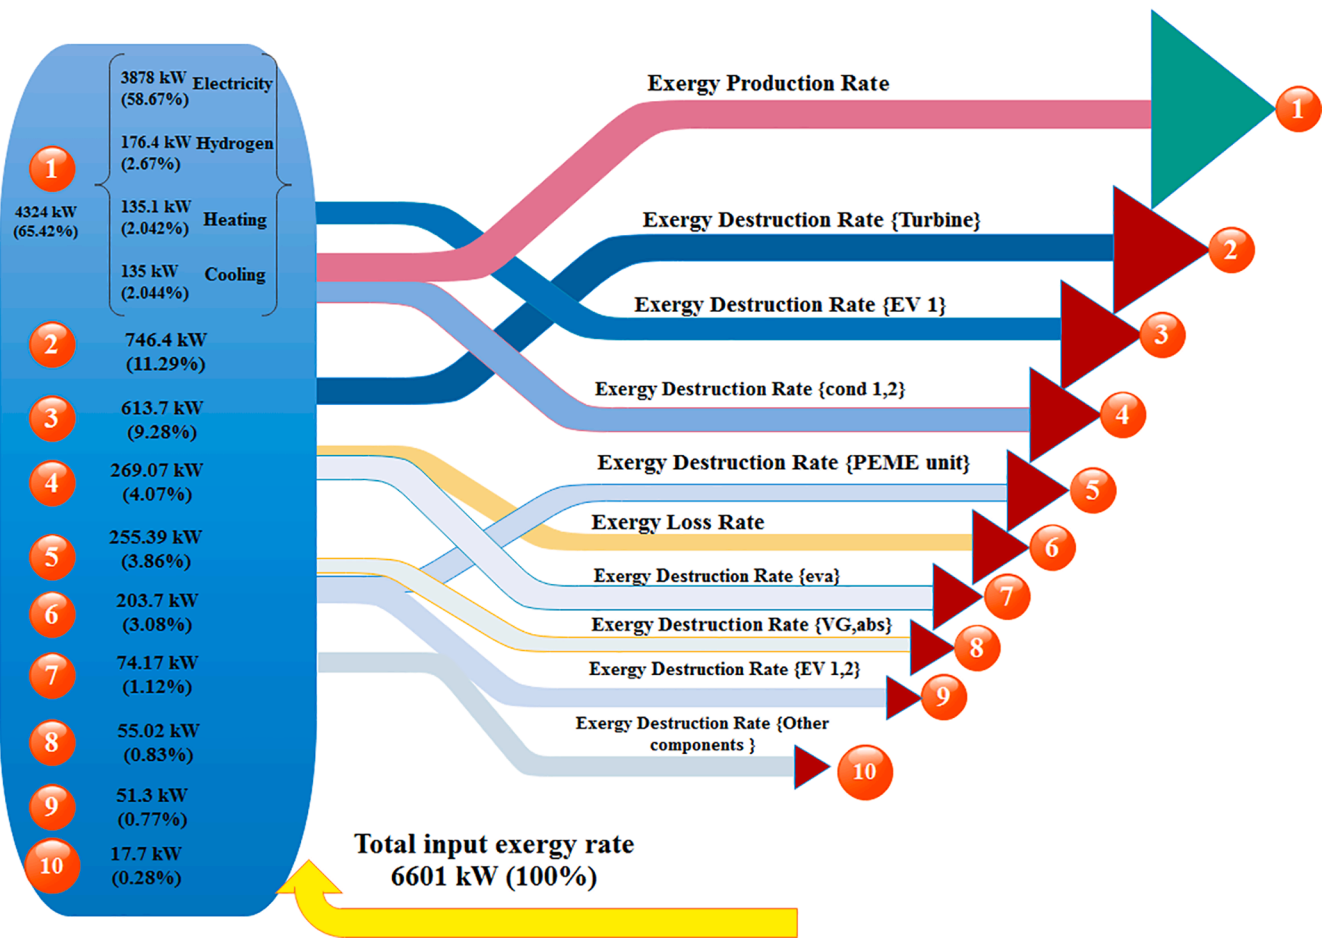 3878 kW Electricity
(58.67%)
176.4 kW Hydrogen
(2.67%)
1
4324 kW
(65.42%)
135.1 kW Heating
(2.042%)
135 kW Cooling
(2.044%)
2
746.4 kW
(11.29%)
3
613.7 kW
(9.28%)
4
269.07 kW
(4.07%)
5
255.39 kW
(3.86%)
6
203.7 kW
(3.08%)
7
74.17 kW
(1.12%)
8
55.02 kW
(0.83%)
9
51.3 kW
(0.77%)
10
17.7 kW
(0.28%)
Exergy Production Rate
1
Exergy Destruction Rate {Turbine}
2
Exergy Destruction Rate {EV 1}
3
Exergy Destruction Rate {cond 1,2}
4
Exergy Destruction Rate {PEME unit}
5
Exergy Loss Rate
6
Exergy Destruction Rate {eva}
7
Exergy Destruction Rate {VG,abs}
8
Exergy Destruction Rate {EV 1,2}
9
Exergy Destruction Rate {Other
components }
10
Total input exergy rate
6601 kW (100%)